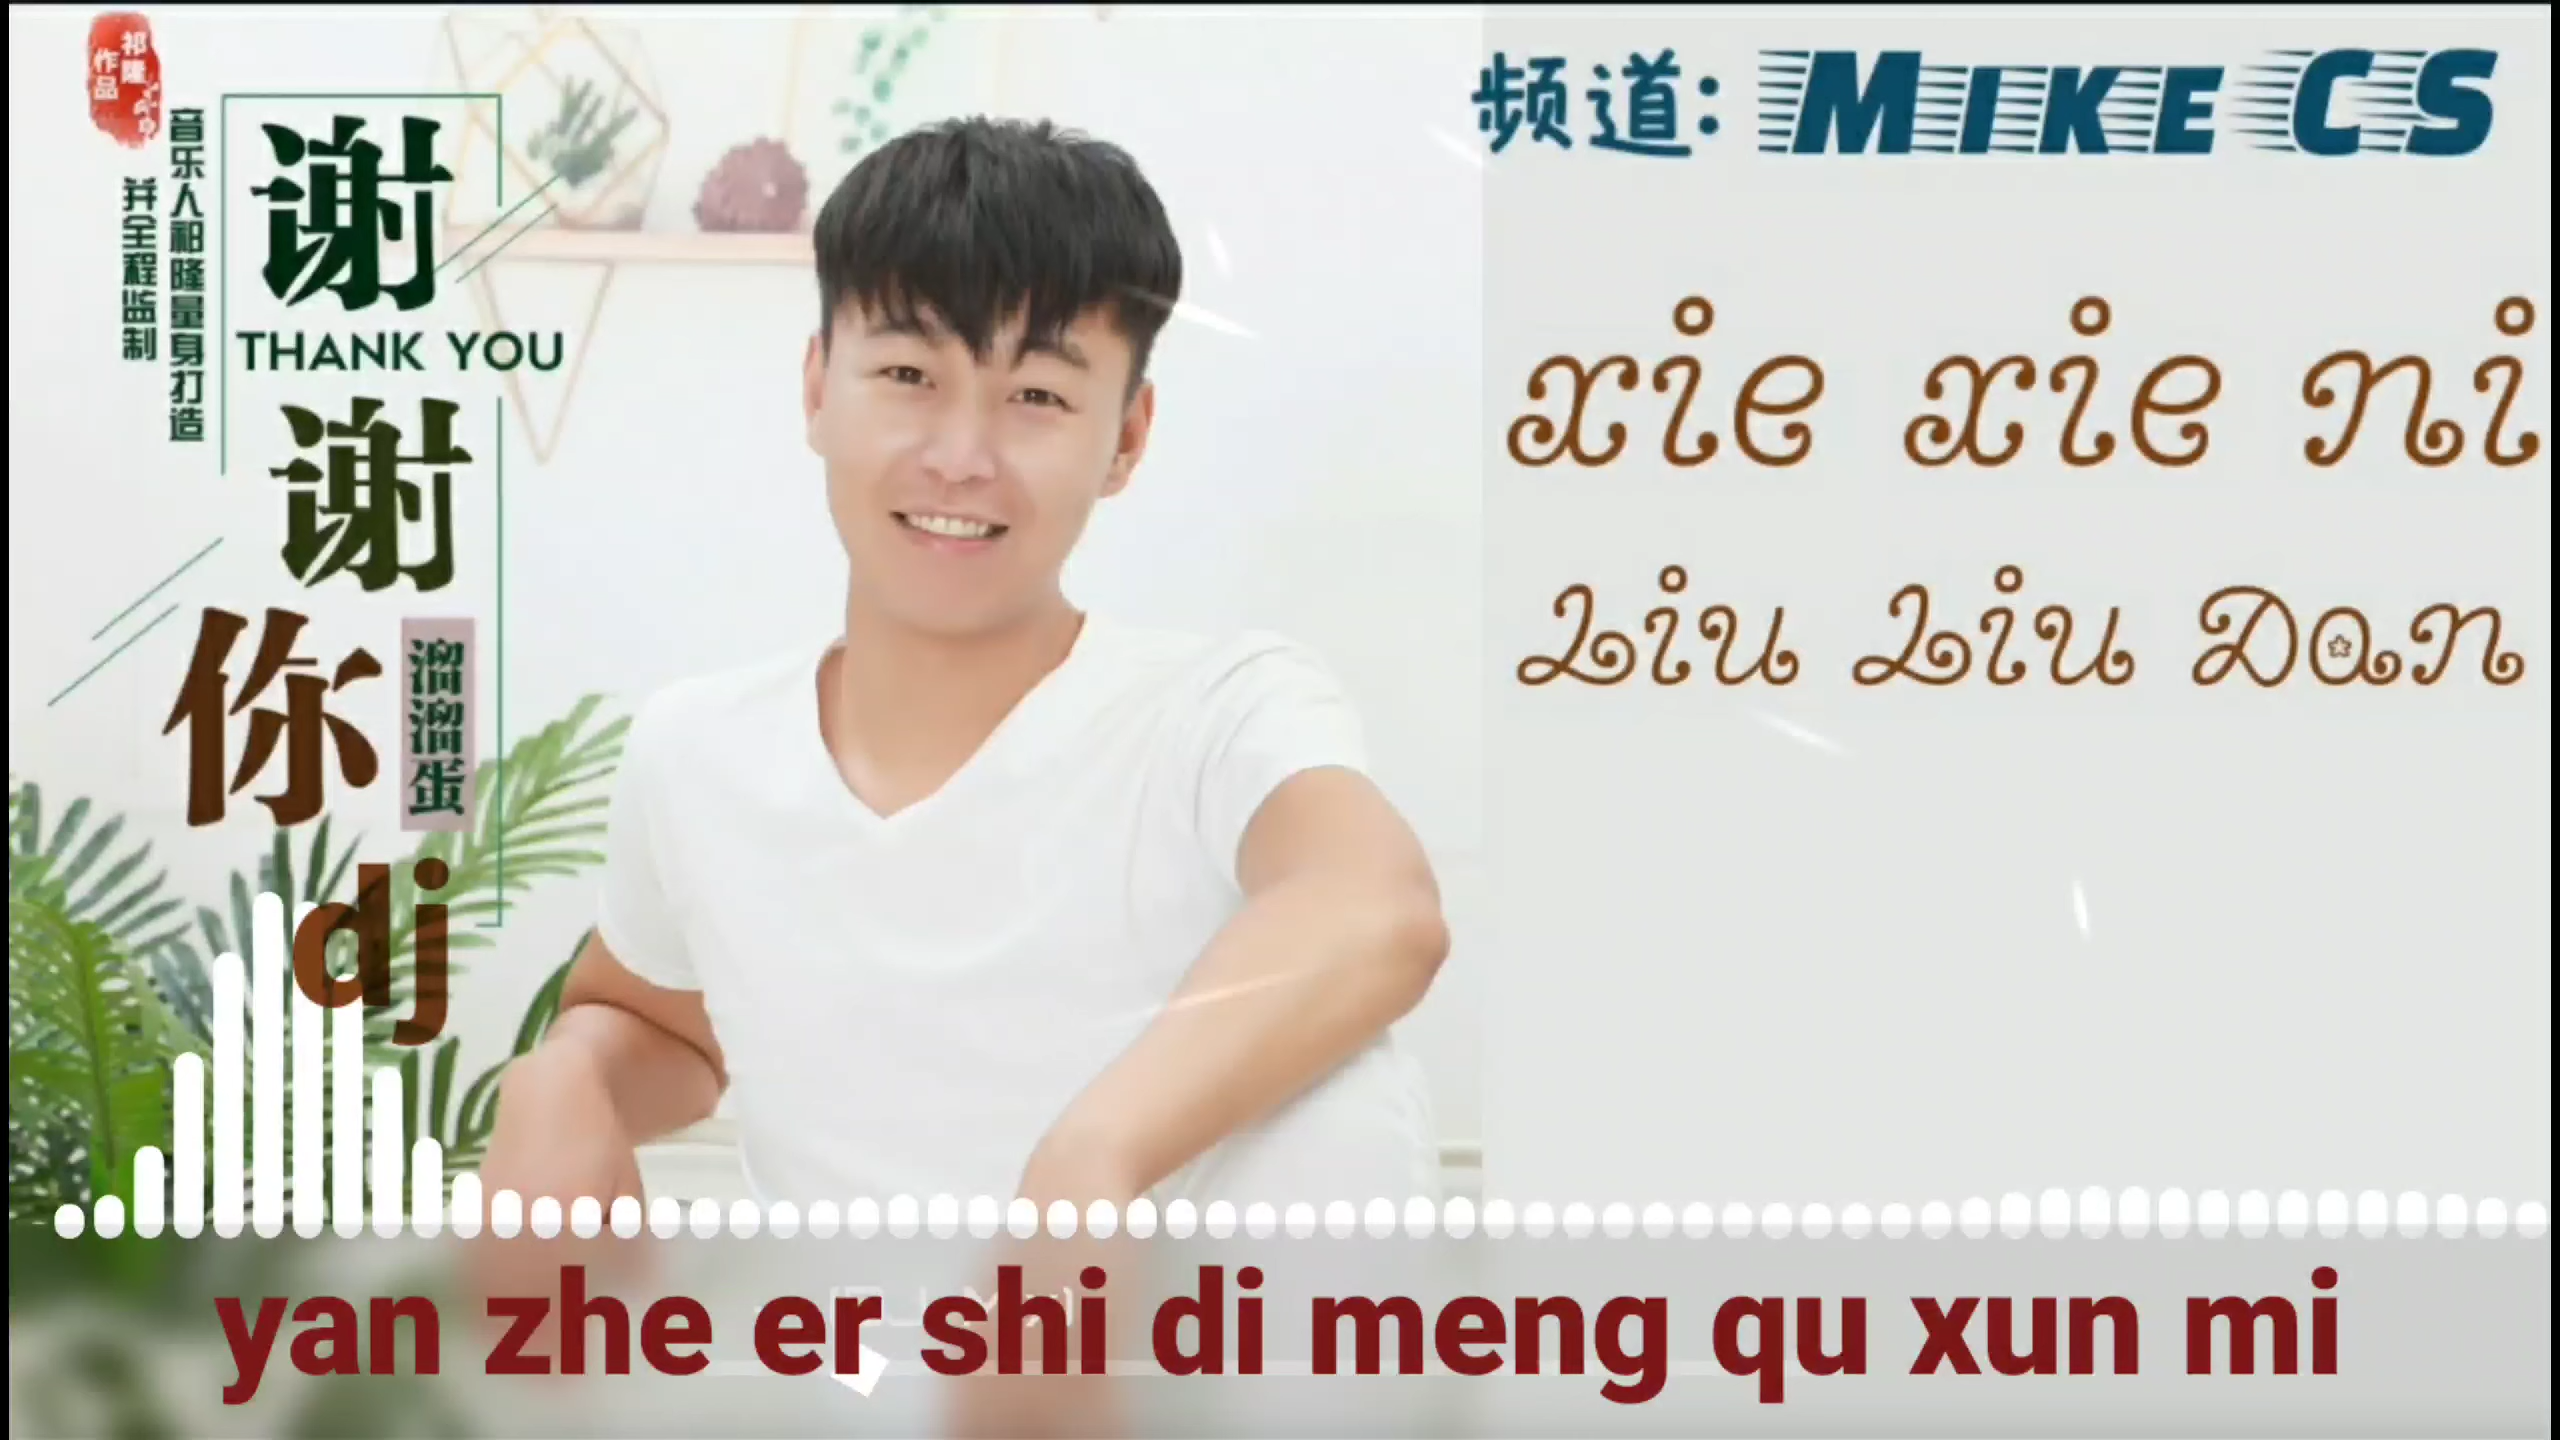 祁隆
作品
音乐人祁隆量身打造
并全程监制
谢
THANK YOU
谢
你
溜溜蛋
dj
频道: MIKE CS
xie xie ni
Liu Liu Dan
yan zhe er shi di meng qu xun mi